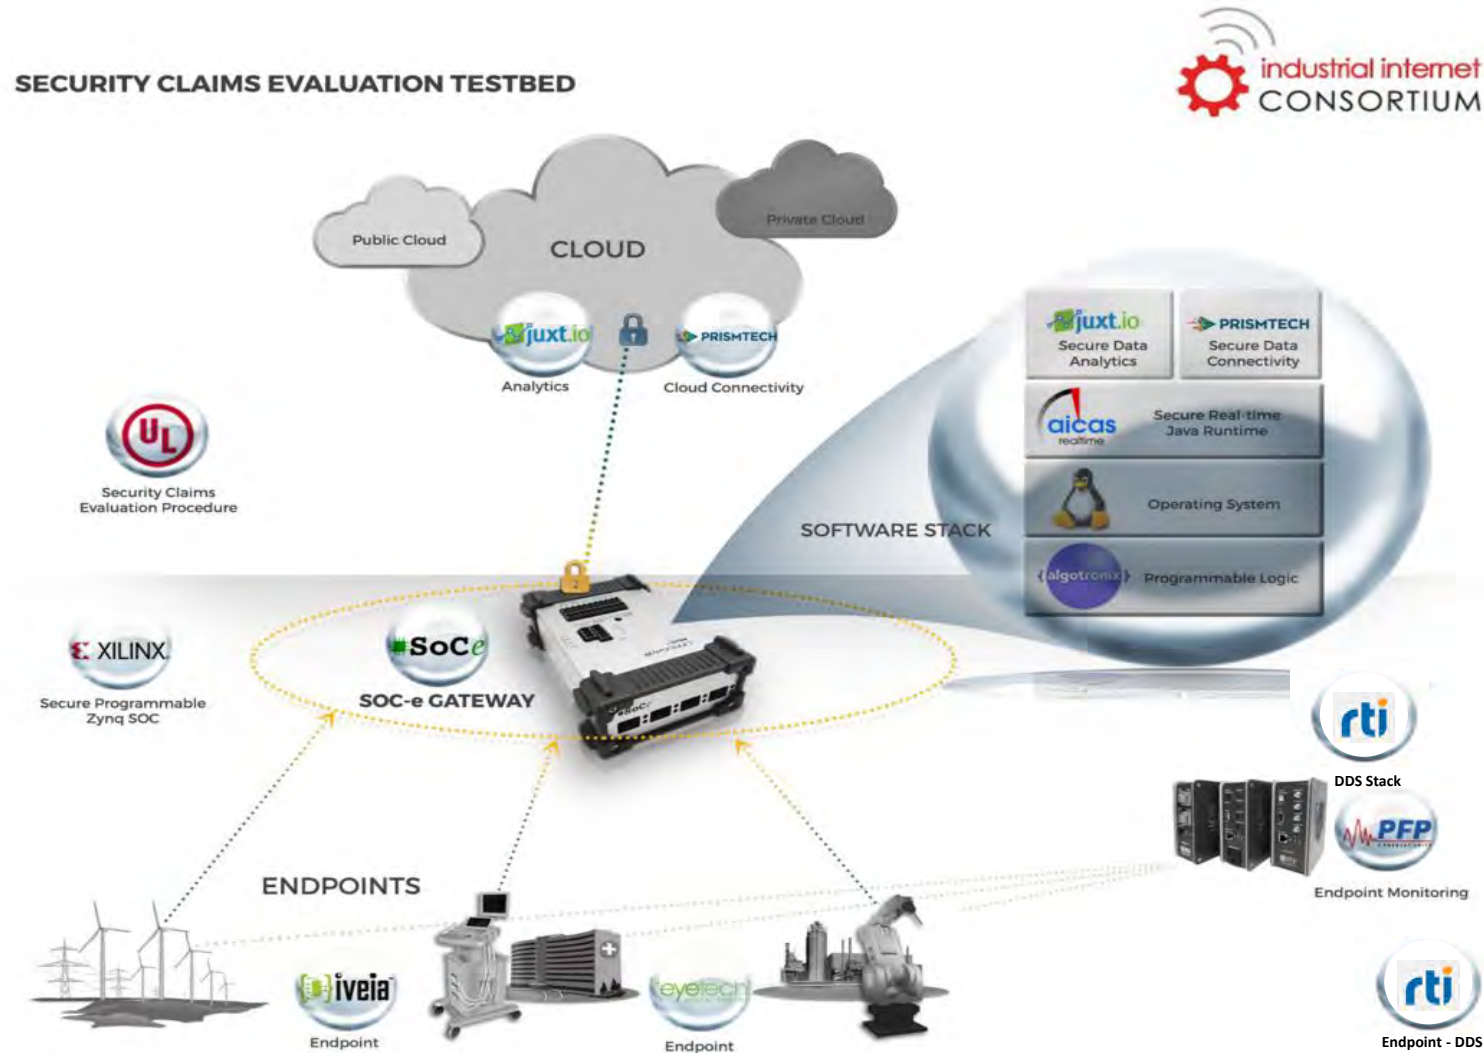 industrial internet
CONSORTIUM
SECURITY CLAIMS EVALUATION TESTBED
Private Cloud
Public Cloud
CLOUD
juxt.io
PRISMTECH
Analytics
Cloud Connectivity
juxt.io
Secure Data
Analytics
PRISMTECH
Secure Data
Connectivity
aicas
realtime
Secure Real-time
Java Runtime
UL
Security Claims
Evaluation Procedure
Operating System
SOFTWARE STACK
{algotronix}
Programmable Logic
XILINX
Secure Programmable
Zynq SOC
SoCe
SOC-e GATEWAY
SoCe
rti
DDS Stack
PFP
Endpoint Monitoring
ENDPOINTS
iveia
Endpoint
eyetech
Endpoint
rti
Endpoint - DDS